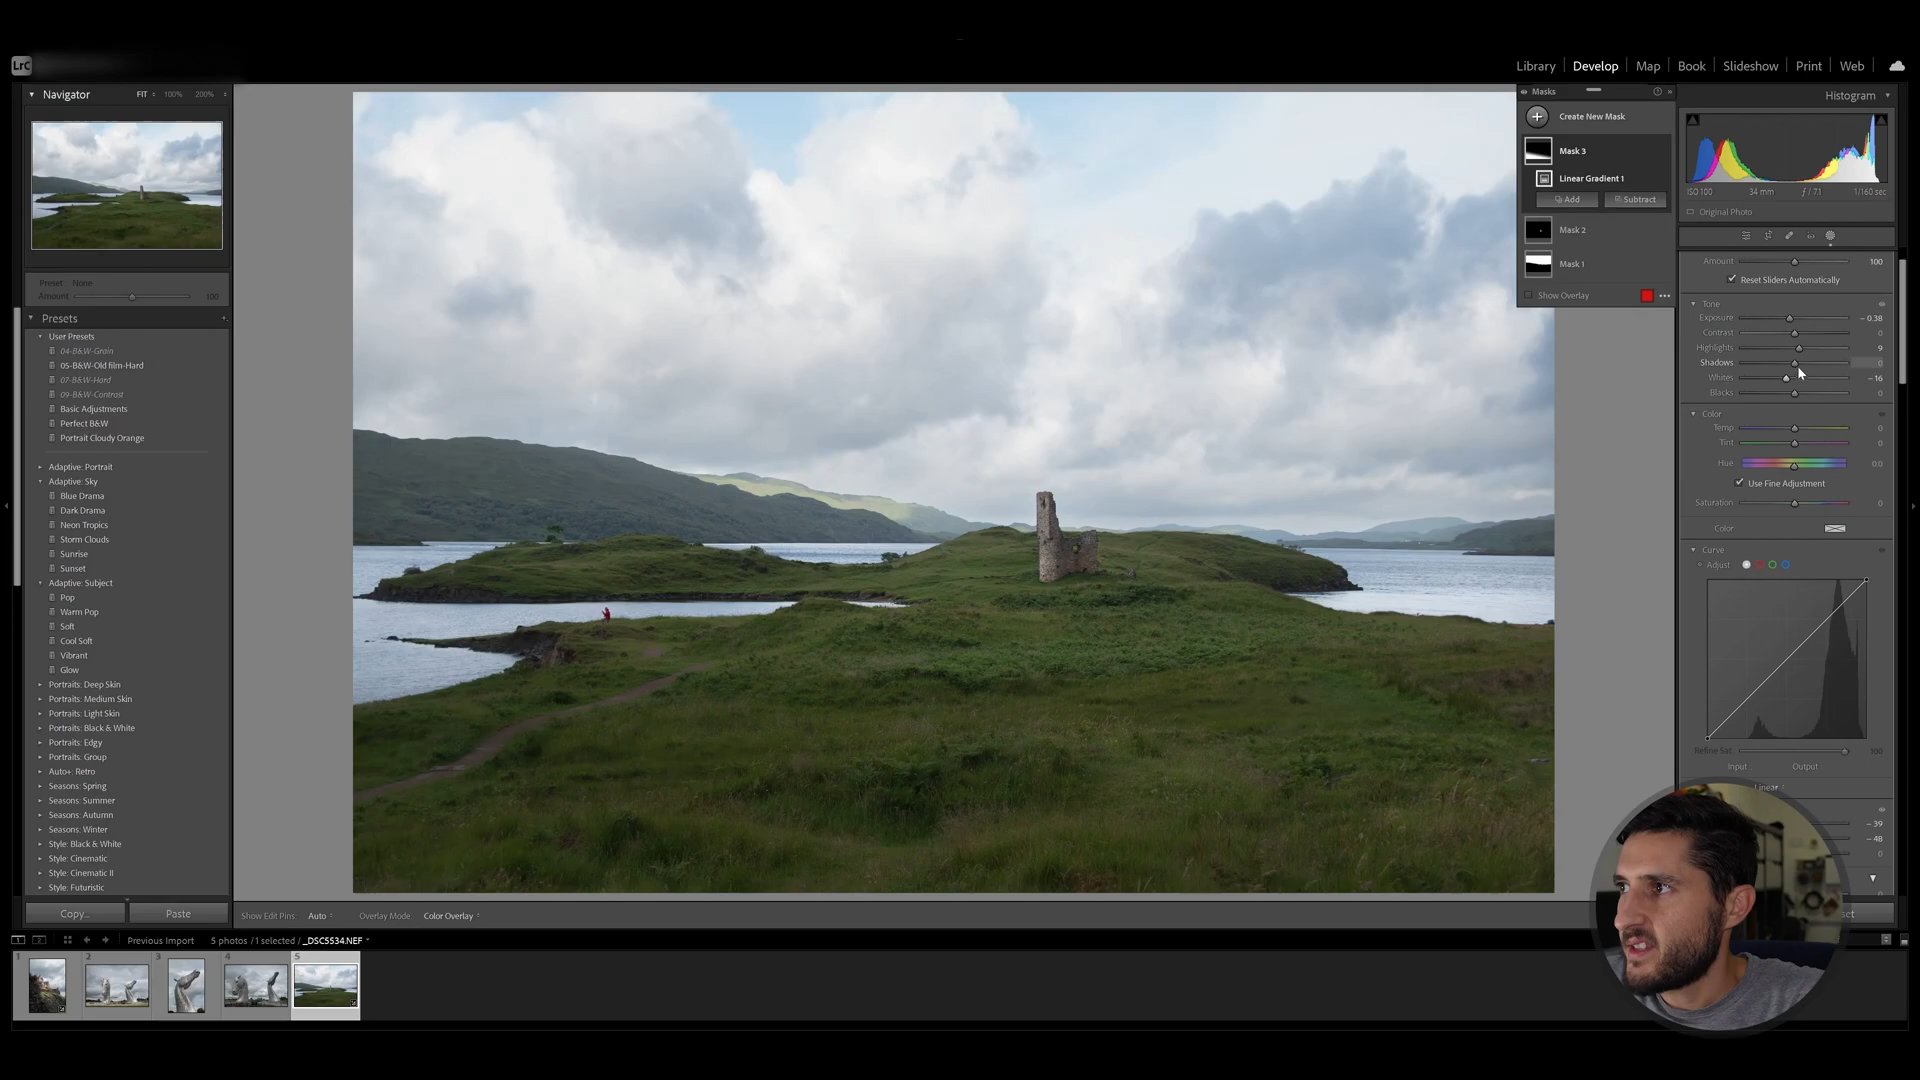 LrC
Library | Develop | Map | Book | Slideshow | Print | Web
Navigator FIT 100% 200%
Preset: None
Amount 100
Presets
User Presets
04-B&W-Grain
05-B&W-Old film-Hard
07-B&W-Hard
09-B&W-Contrast
Basic Adjustments
Perfect B&W
Portrait Cloudy Orange
Adaptive: Portrait
Adaptive: Sky
Blue Drama
Dark Drama
Neon Tropics
Storm Clouds
Sunrise
Sunset
Adaptive: Subject
Pop
Warm Pop
Soft
Cool Soft
Vibrant
Glow
Portraits: Deep Skin
Portraits: Medium Skin
Portraits: Light Skin
Portraits: Black & White
Portraits: Edgy
Portraits: Group
Auto+: Retro
Seasons: Spring
Seasons: Summer
Seasons: Autumn
Seasons: Winter
Style: Black & White
Style: Cinematic
Style: Cinematic II
Style: Futuristic
Copy... Paste
Masks
Create New Mask
Mask 3
Linear Gradient 1
Add Subtract
Mask 2
Mask 1
Show Overlay
Histogram
ISO 100 34 mm ƒ / 7.1 1/160 sec
Original Photo
Amount 100
Reset Sliders Automatically
Tone
Exposure – 0.38
Contrast 0
Highlights 9
Shadows 0
Whites – 16
Blacks 0
Color
Temp 0
Tint 0
Hue 0.0
Use Fine Adjustment
Saturation 0
Color
Curve
Adjust
Refine Sat. 100
Input : Output :
Linear
– 39
– 48
0
Show Edit Pins: Auto Overlay Mode: Color Overlay
1 2 Previous Import 5 photos / 1 selected / _DSC5534.NEF
1 2 3 4 5